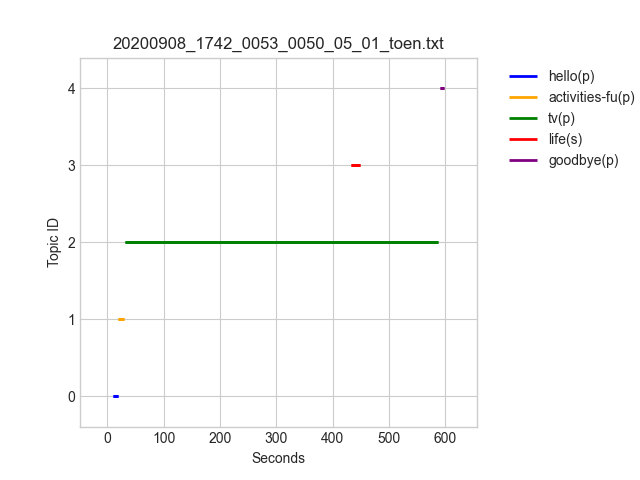 20200908_1742_0053_0050_05_01_toen.txt
hello(p)
activities-fu(p)
tv(p)
life(s)
goodbye(p)
Topic ID
4
3
2
1
0
0 100 200 300 400 500 600
Seconds